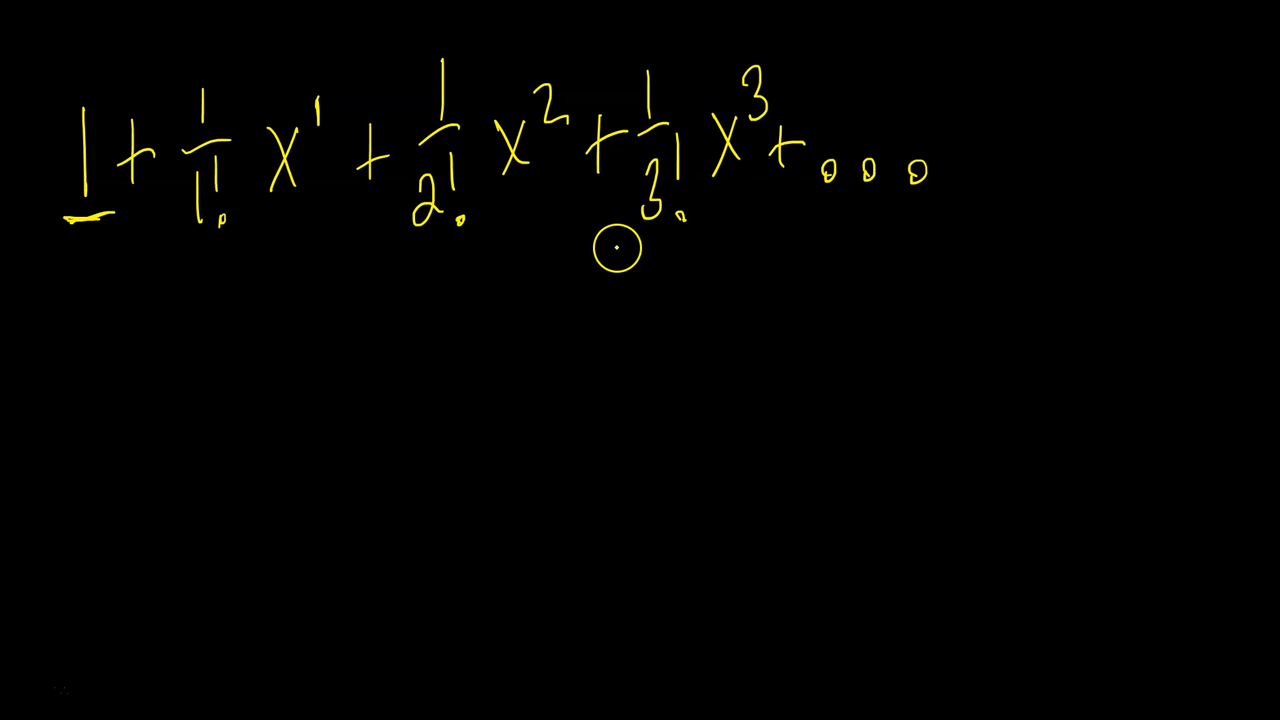 1 + 1/1! x^1 + 1/2! x^2 + 1/3! x^3 + ...